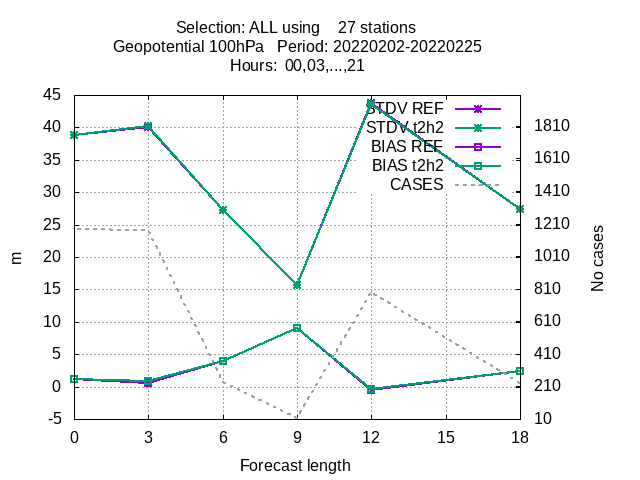 Selection: ALL using    27 stations
Geopotential 100hPa   Period: 20220202-20220225
Hours: 00,03,...,21
45
40
35
30
25
20
15
10
5
0
-5
m
STDV REF
STDV t2h2
BIAS REF
BIAS t2h2
CASES
1810
1610
1410
1210
1010
810
610
410
210
10
No cases
0 3 6 9 12 15 18
Forecast length